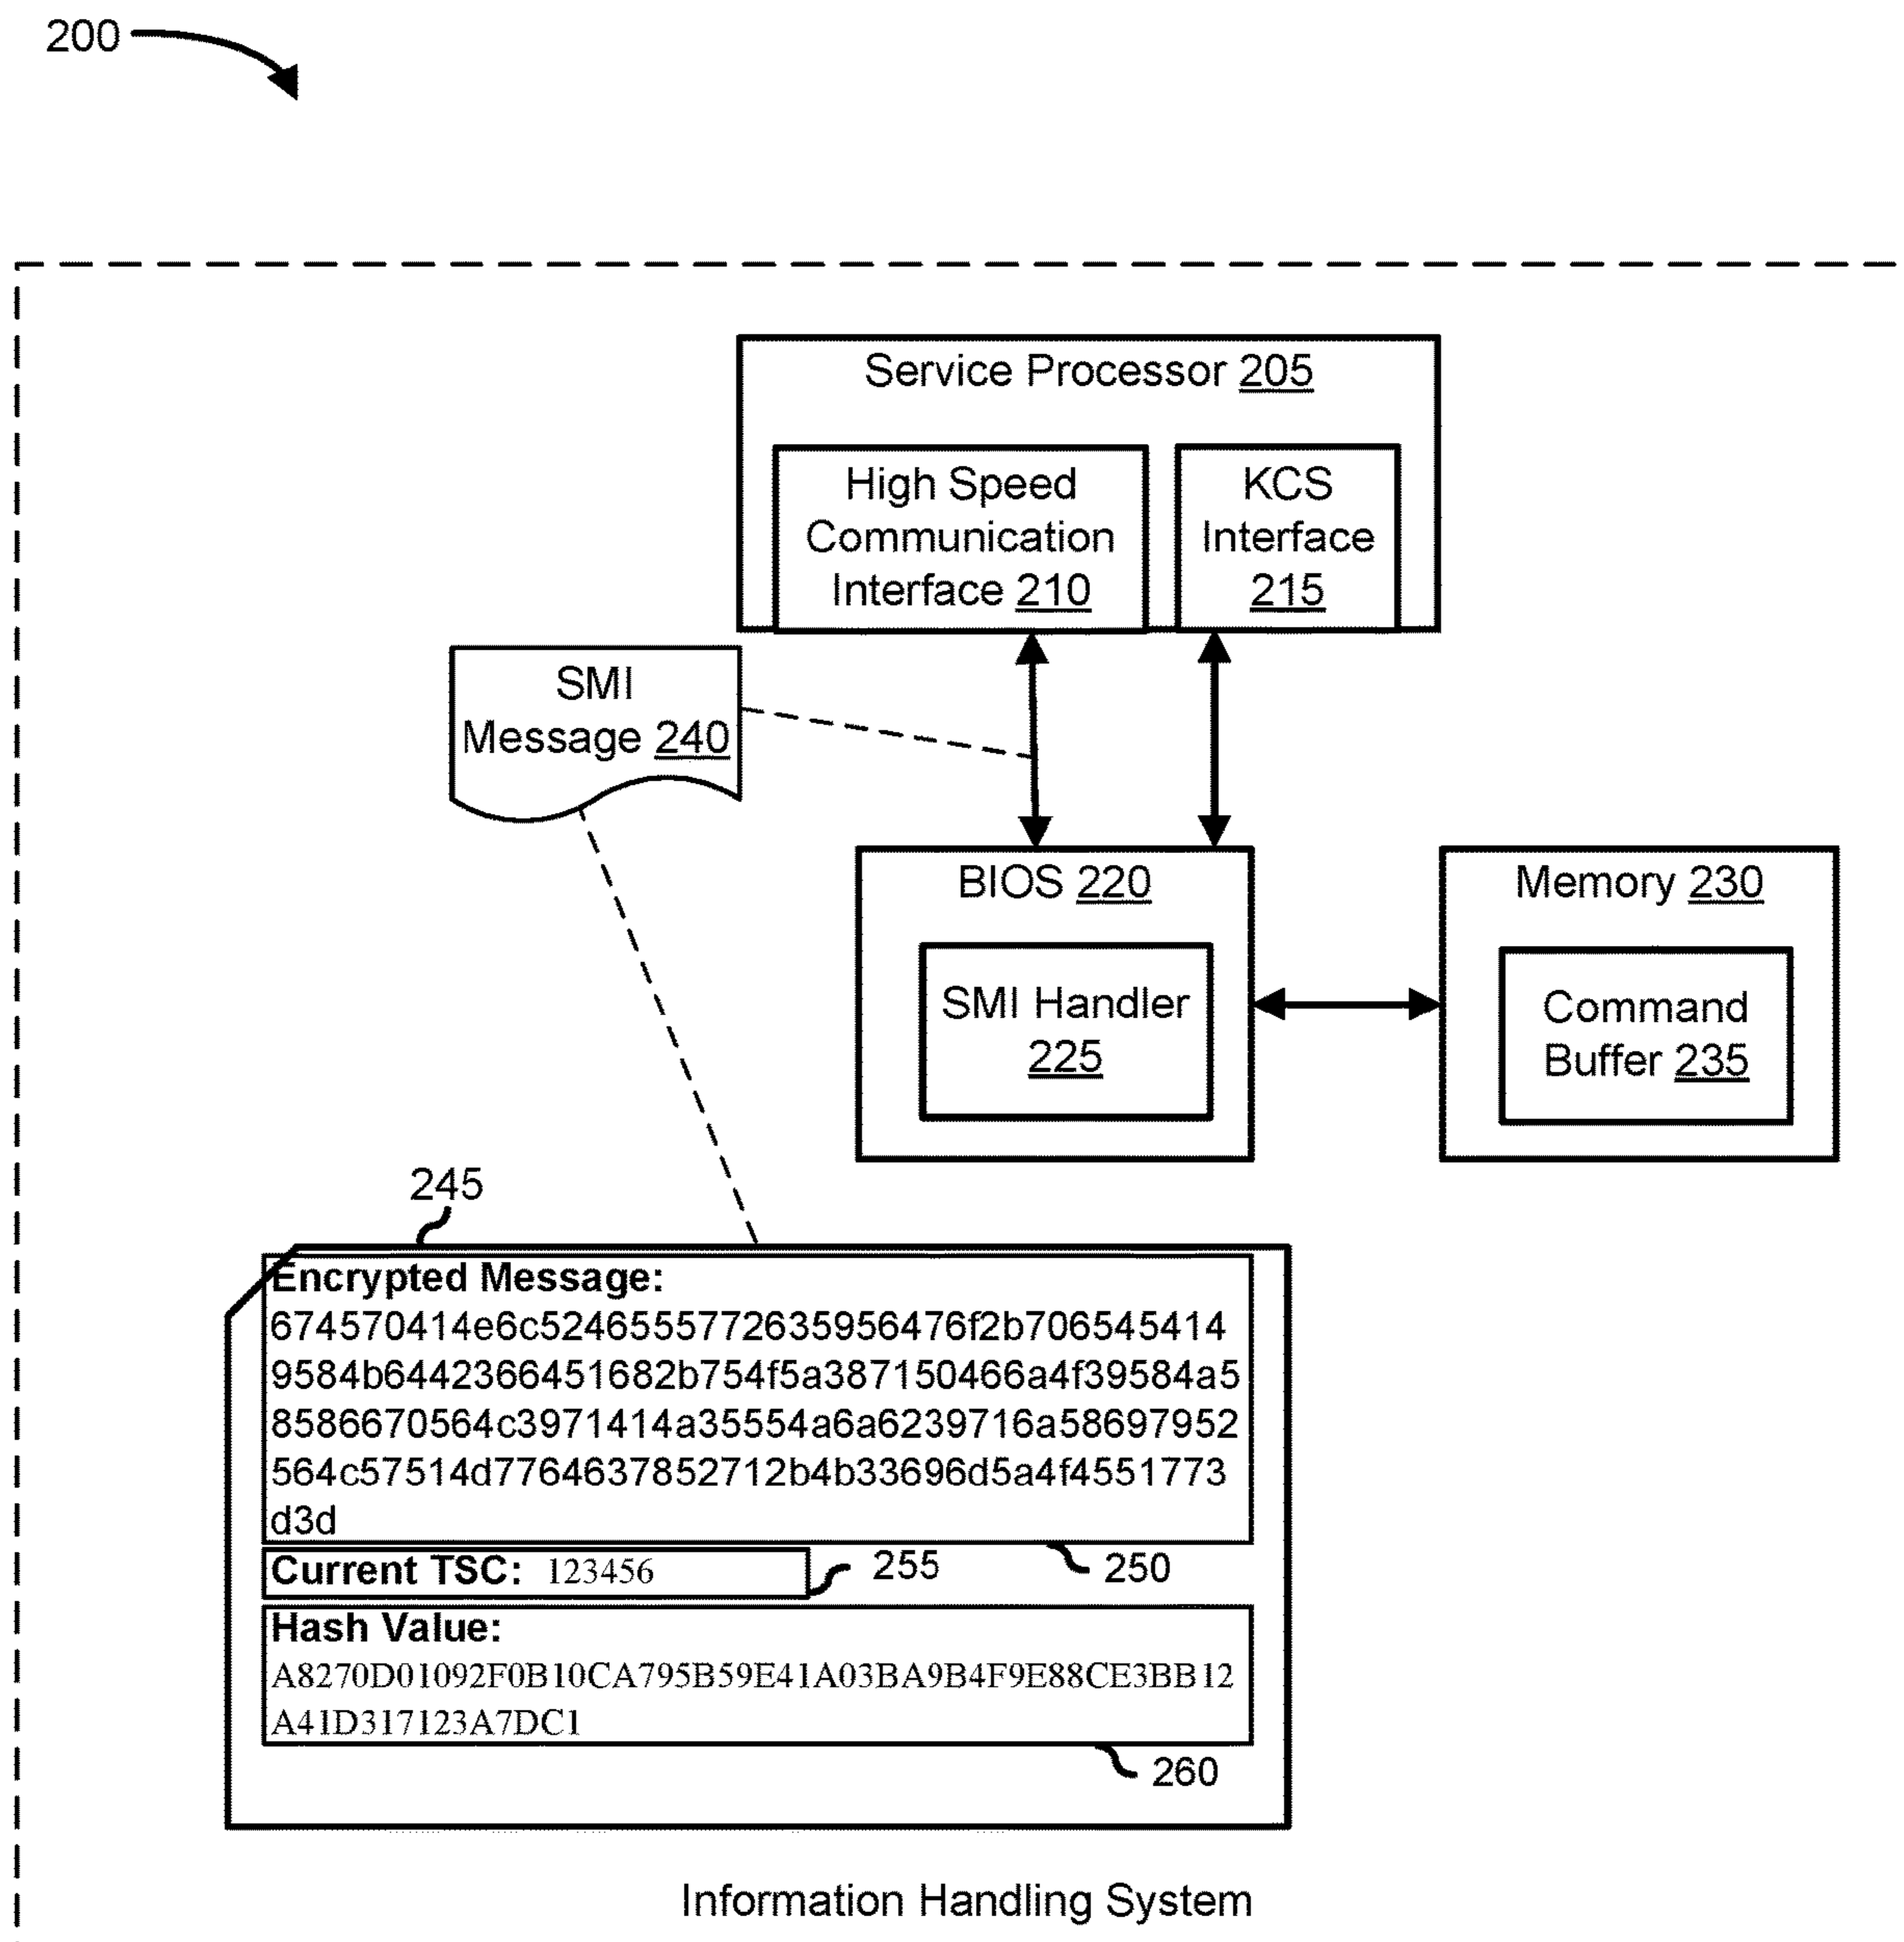 200
Service Processor 205
High Speed
Communication
Interface 210
KCS
Interface
215
SMI
Message 240
BIOS 220
SMI Handler
225
Memory 230
Command
Buffer 235
245
Encrypted Message:
674570414e6c5246555772635956476f2b706545414
9584b6442366451682b754f5a387150466a4f39584a5
8586670564c3971414a35554a6a6239716a58697952
564c57514d7764637852712b4b33696d5a4f4551773
d3d
250
Current TSC: 123456
255
Hash Value:
A8270D01092F0B10CA795B59E41A03BA9B4F9E88CE3BB12
A41D317123A7DC1
260
Information Handling System